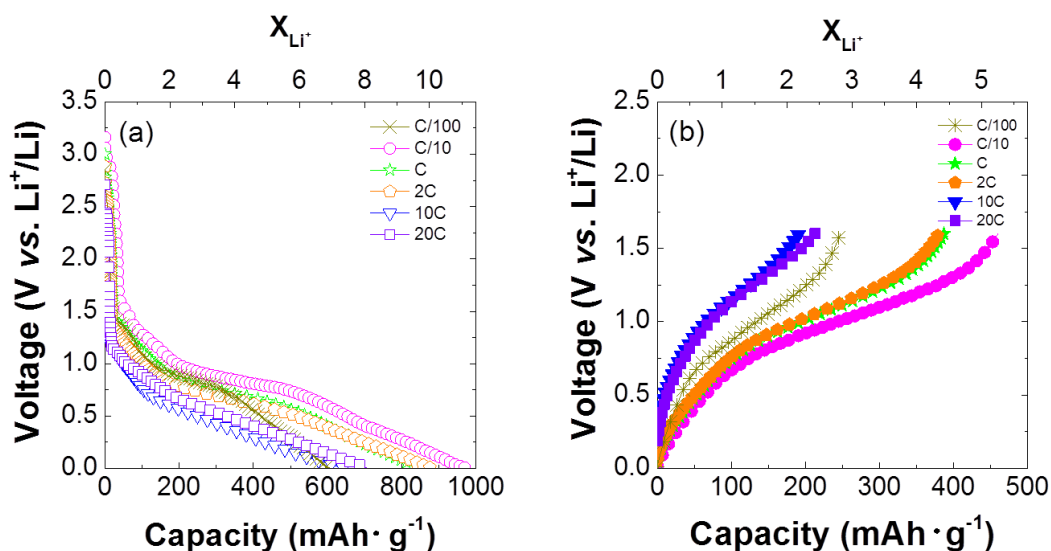 X_Li⁺
0 2 4 6 8 10
3.5
3.0
2.5
2.0
1.5
1.0
0.5
0.0
Voltage (V vs. Li⁺/Li)
(a)
C/100
C/10
C
2C
10C
20C
0 200 400 600 800 1000
Capacity (mAh· g⁻¹)
X_Li⁺
0 1 2 3 4 5
2.5
2.0
1.5
1.0
0.5
0.0
Voltage (V vs. Li⁺/Li)
(b)
C/100
C/10
C
2C
10C
20C
0 100 200 300 400 500
Capacity (mAh · g⁻¹)